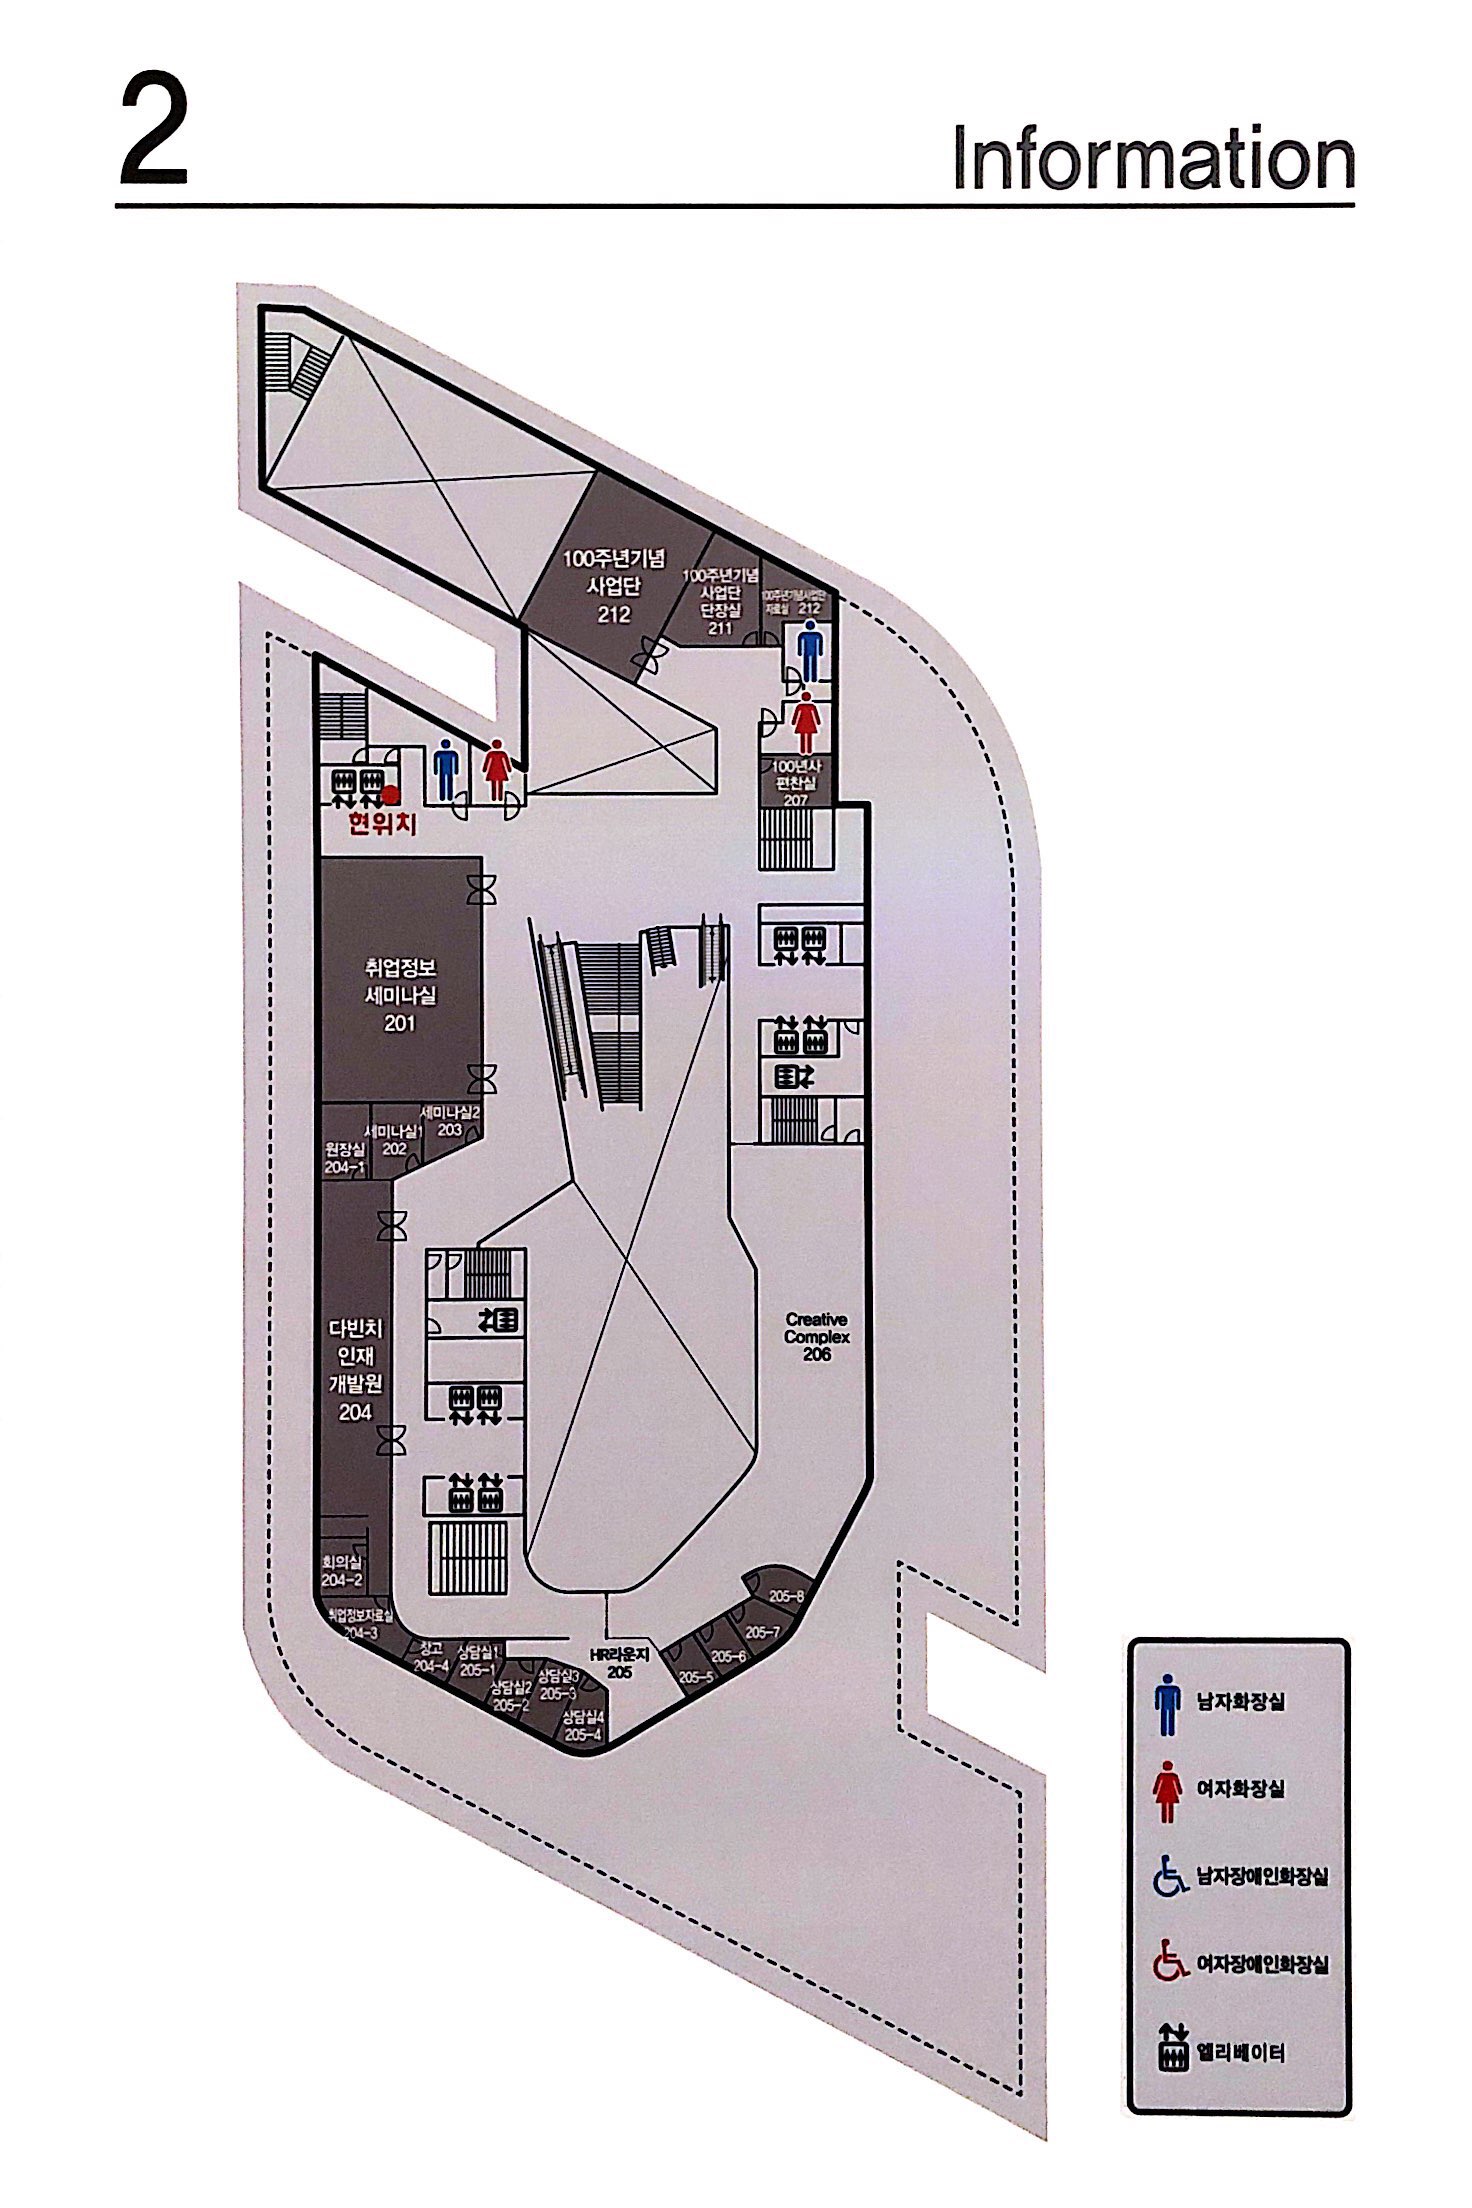 2
Information
100주년기념
사업단
212
100주년기념
사업단
단장실
211
100주년기념사업단
자료실 212
100년사
편찬실
207
현위치
취업정보
세미나실
201
세미나실2
203
세미나실1
202
원장실
204-1
다빈치
인재
개발원
204
Creative
Complex
206
회의실
204-2
취업정보자료실
204-3
창고
204-4
상담실1
205-1
상담실2
205-2
상담실3
205-3
상담실4
205-4
HR라운지
205
205-5
205-6
205-7
205-8
남자화장실
여자화장실
남자장애인화장실
여자장애인화장실
엘리베이터